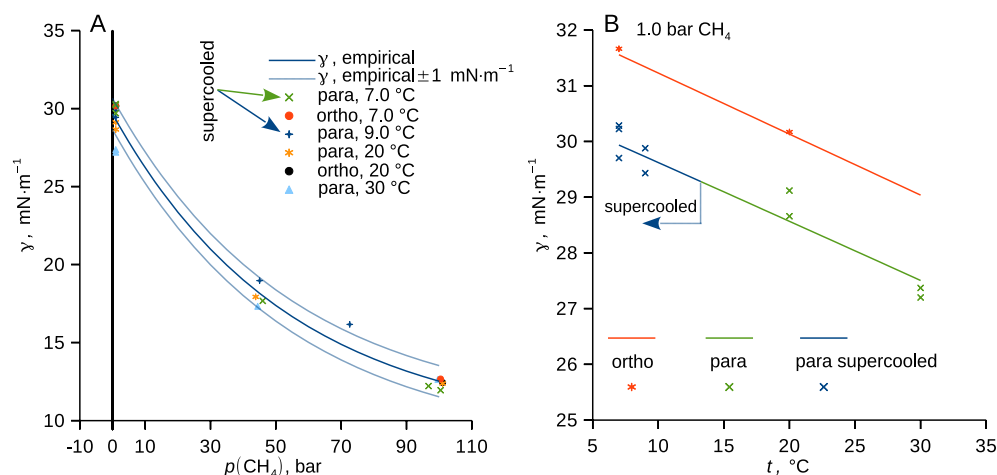 A
35
30
25
20
15
10
-10
10
30
50
70
90
110
γ, mN·m⁻¹
p(CH₄), bar
supercooled
γ, empirical
γ, empirical±1 mN·m⁻¹
para, 7.0 °C
ortho, 7.0 °C
para, 9.0 °C
para, 20 °C
ortho, 20 °C
para, 30 °C
B
1.0 bar CH₄
32
31
30
29
28
27
26
25
5
10
15
20
25
30
35
γ, mN·m⁻¹
t, °C
supercooled
ortho
para
para supercooled